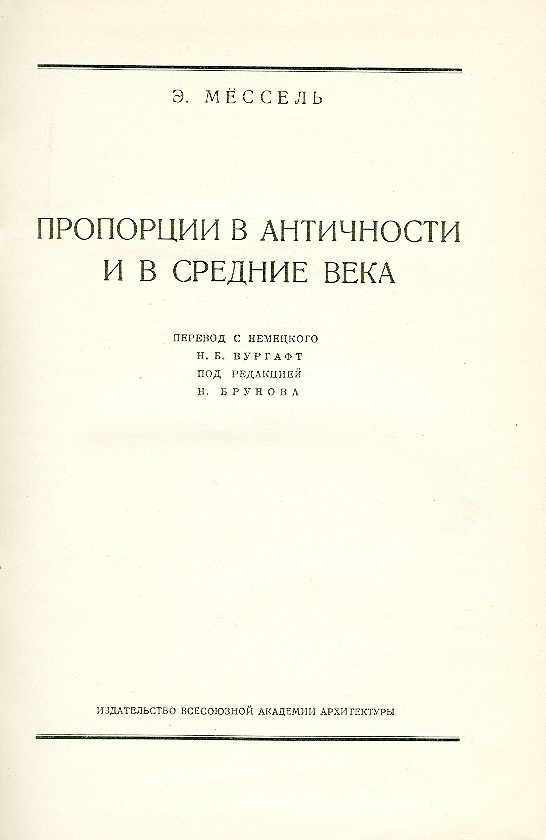 Э. МЁССЕЛЬ
ПРОПОРЦИИ В АНТИЧНОСТИ
И В СРЕДНИЕ ВЕКА
ПЕРЕВОД С НЕМЕЦКОГО
Н. Б. ВУРГАФТ
ПОД РЕДАКЦИЕЙ
Н. БРУНОВА
ИЗДАТЕЛЬСТВО ВСЕСОЮЗНОЙ АКАДЕМИИ АРХИТЕКТУРЫ